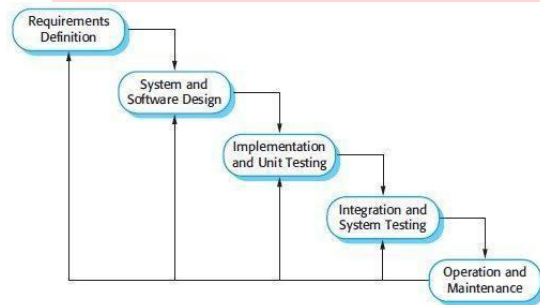 Requirements
Definition
System and
Software Design
Implementation
and Unit Testing
Integration and
System Testing
Operation and
Maintenance